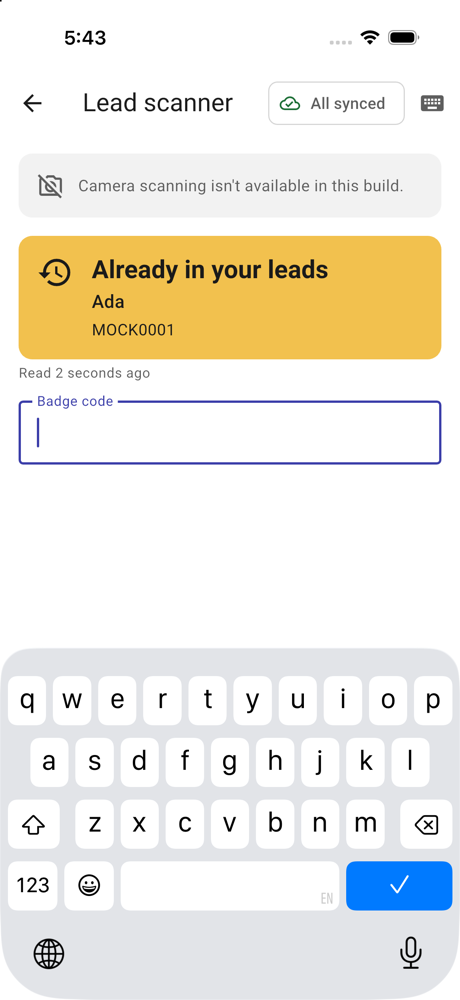 5:43
Lead scanner
All synced
Camera scanning isn't available in this build.
Already in your leads
Ada
MOCK0001
Read 2 seconds ago
Badge code
q w e r t y u i o p
a s d f g h j k l
z x c v b n m
123
EN